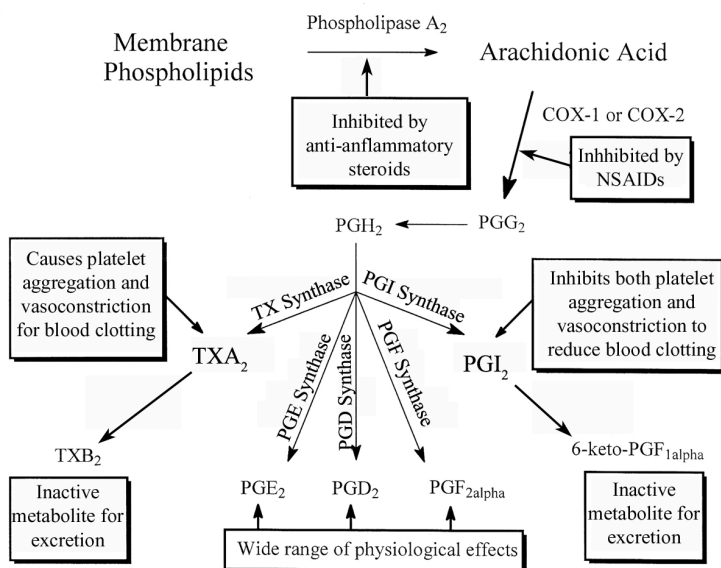 Phospholipase A₂
Membrane
Phospholipids
Arachidonic Acid
COX-1 or COX-2
Inhibited by
anti-anflammatory
steroids
Inhhibited by
NSAIDs
PGH₂
PGG₂
Causes platelet
aggregation and
vasoconstriction
for blood clotting
TX Synthase
PGI Synthase
Inhibits both platelet
aggregation and
vasoconstriction to
reduce blood clotting
TXA₂
PGE Synthase
PGD Synthase
PGF Synthase
PGI₂
TXB₂
6-keto-PGF₁alpha
Inactive
metabolite for
excretion
PGE₂
PGD₂
PGF₂alpha
Inactive
metabolite for
excretion
Wide range of physiological effects